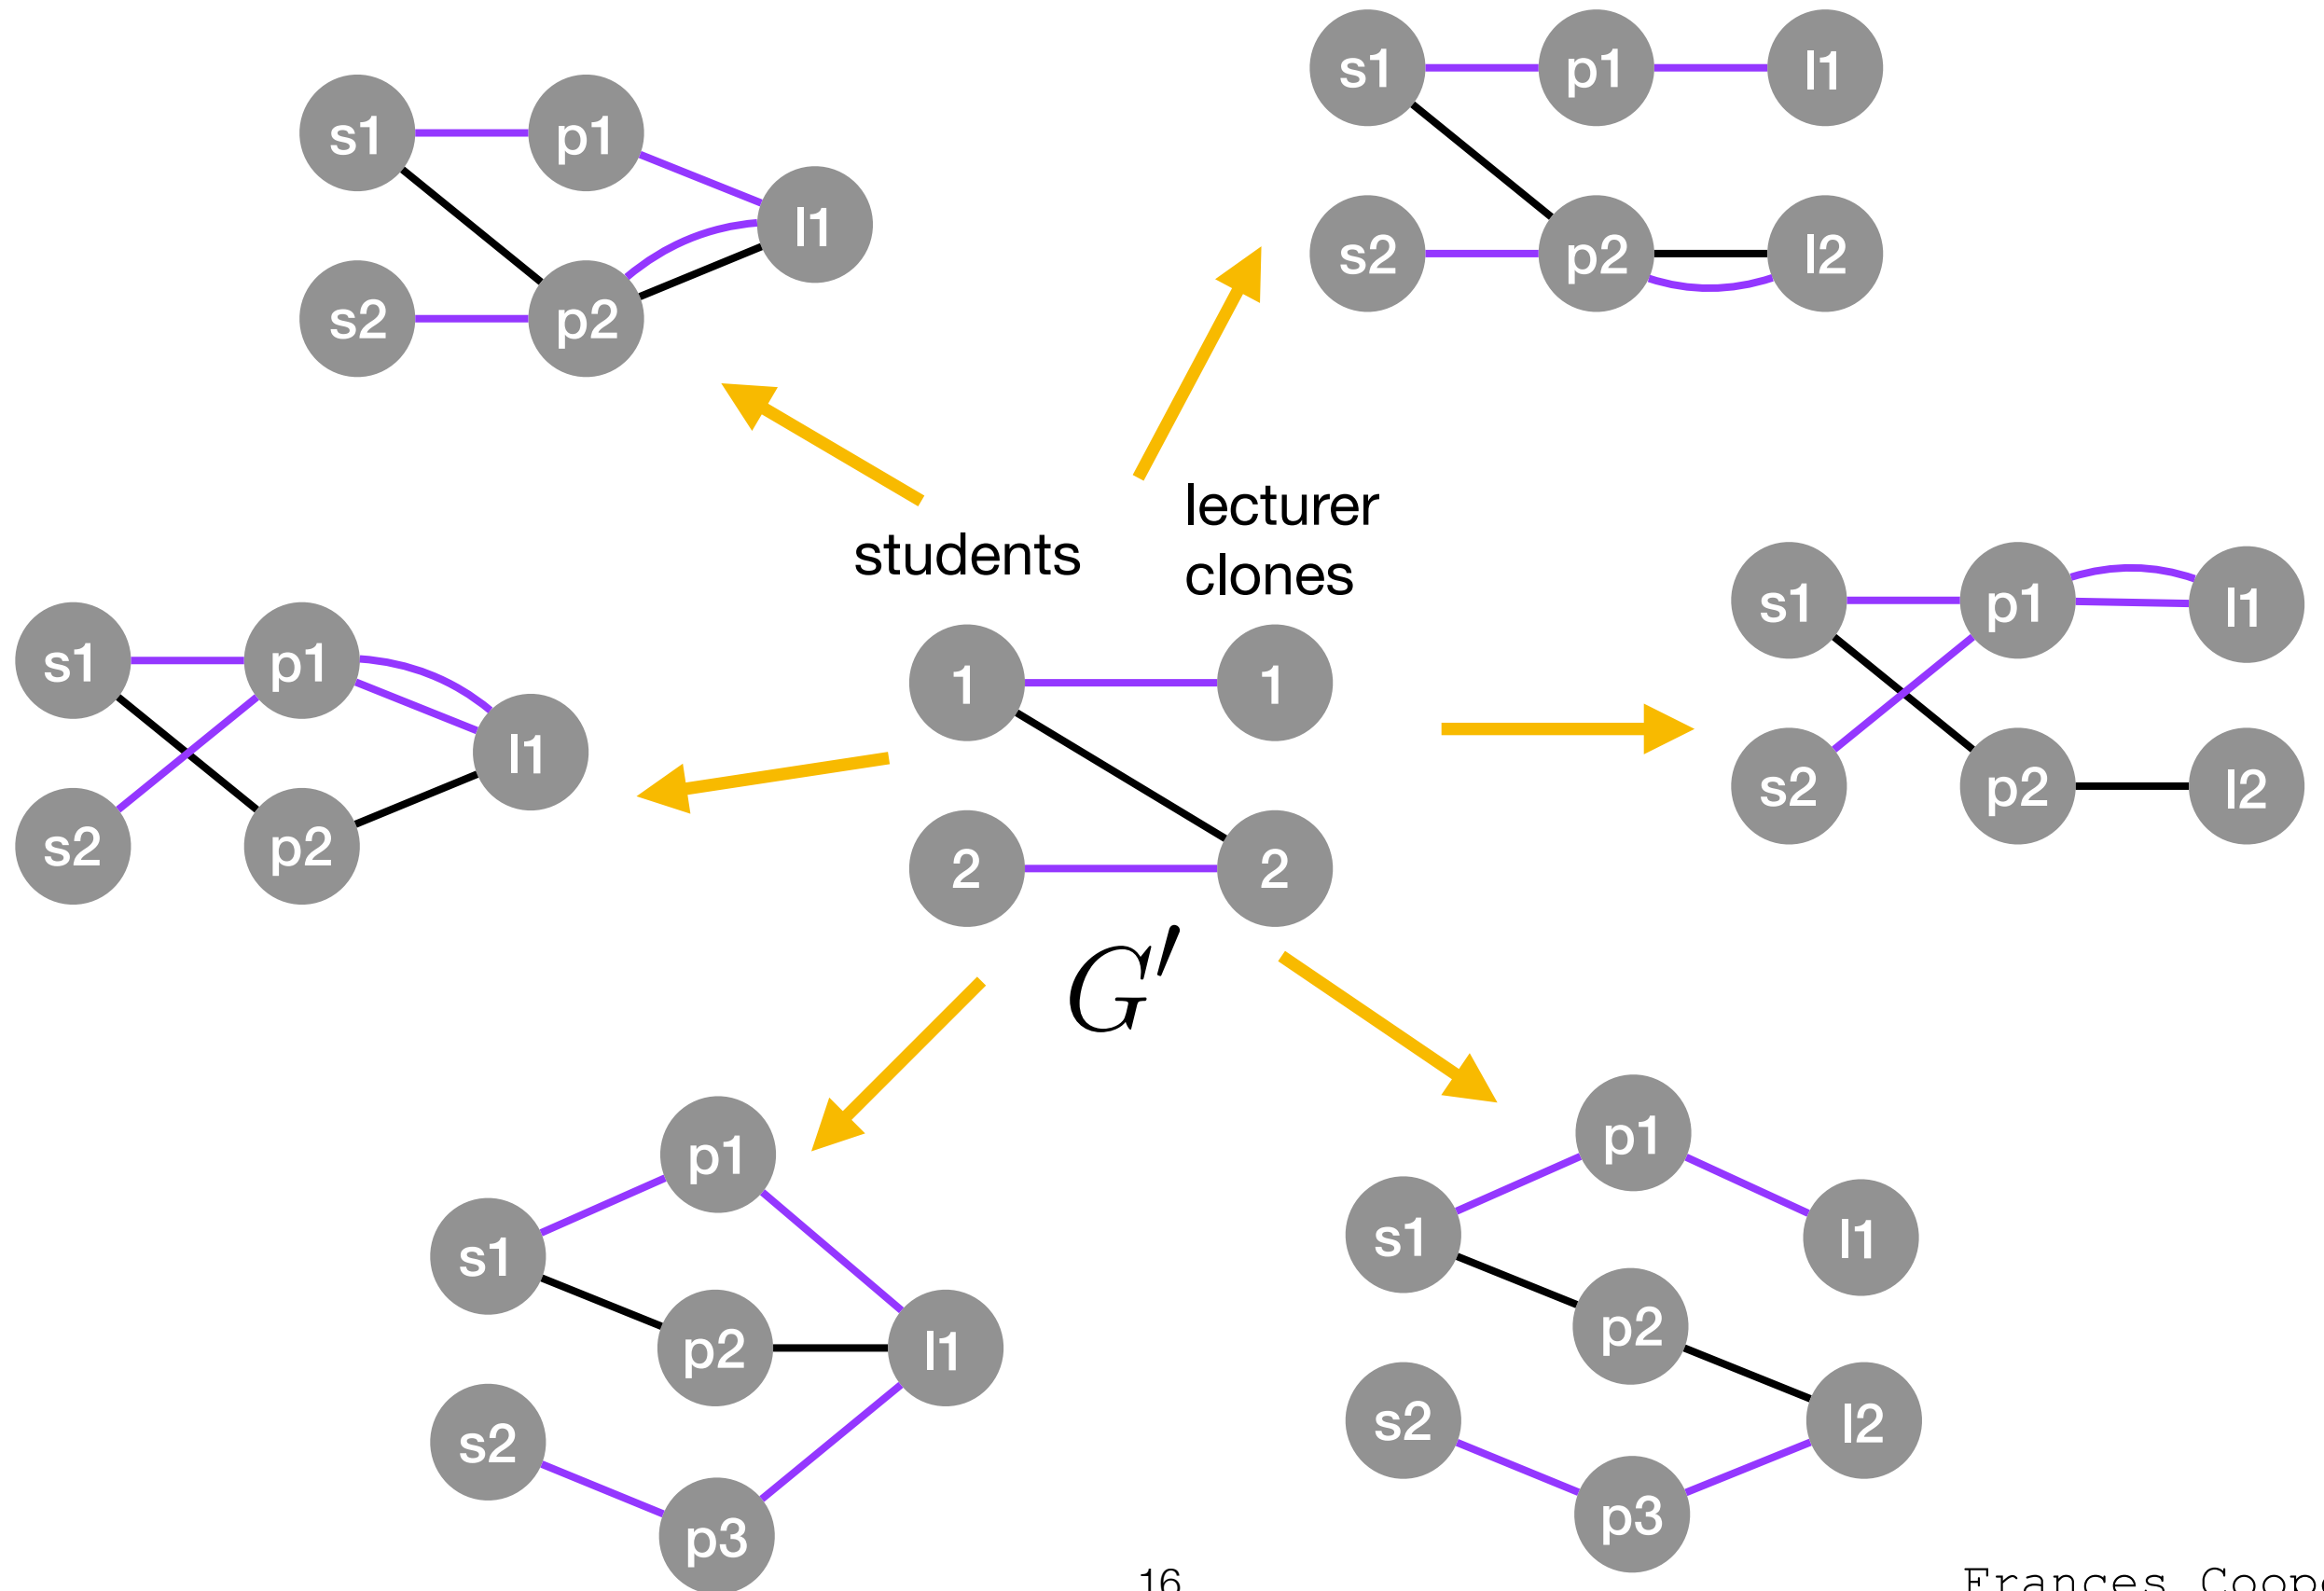 s1 p1 l1
s2 p2
s1 p1 l1
s2 p2 l2
students
lecturer
clones
s1 p1 l1
s2 p2
1 1
2 2
G′
s1 p1 l1
s2 p2 l2
p1
s1
p2 l1
s2
p3
p1
s1 l1
p2
s2 l2
p3
16
Frances